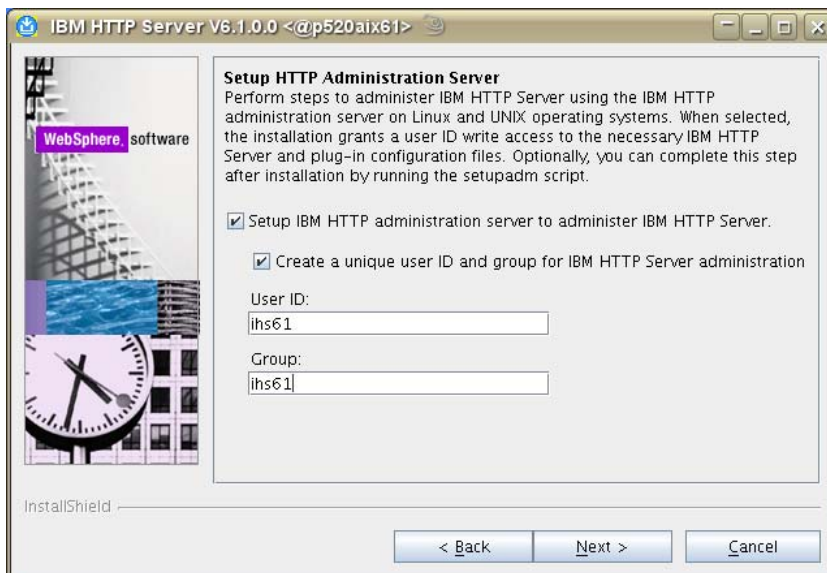 IBM HTTP Server V6.1.0.0 <@p520aix61>
WebSphere. software
Setup HTTP Administration Server
Perform steps to administer IBM HTTP Server using the IBM HTTP
administration server on Linux and UNIX operating systems. When selected,
the installation grants a user ID write access to the necessary IBM HTTP
Server and plug-in configuration files. Optionally, you can complete this step
after installation by running the setupadm script.
Setup IBM HTTP administration server to administer IBM HTTP Server.
Create a unique user ID and group for IBM HTTP Server administration
User ID:
ihs61
Group:
ihs61
InstallShield
< Back
Next >
Cancel